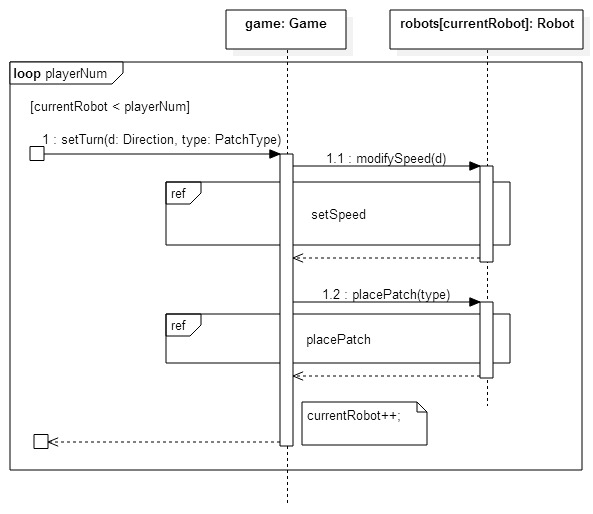 game: Game
robots[currentRobot]: Robot
loop playerNum
[currentRobot < playerNum]
1 : setTurn(d: Direction, type: PatchType)
1.1 : modifySpeed(d)
ref
setSpeed
1.2 : placePatch(type)
ref
placePatch
currentRobot++;